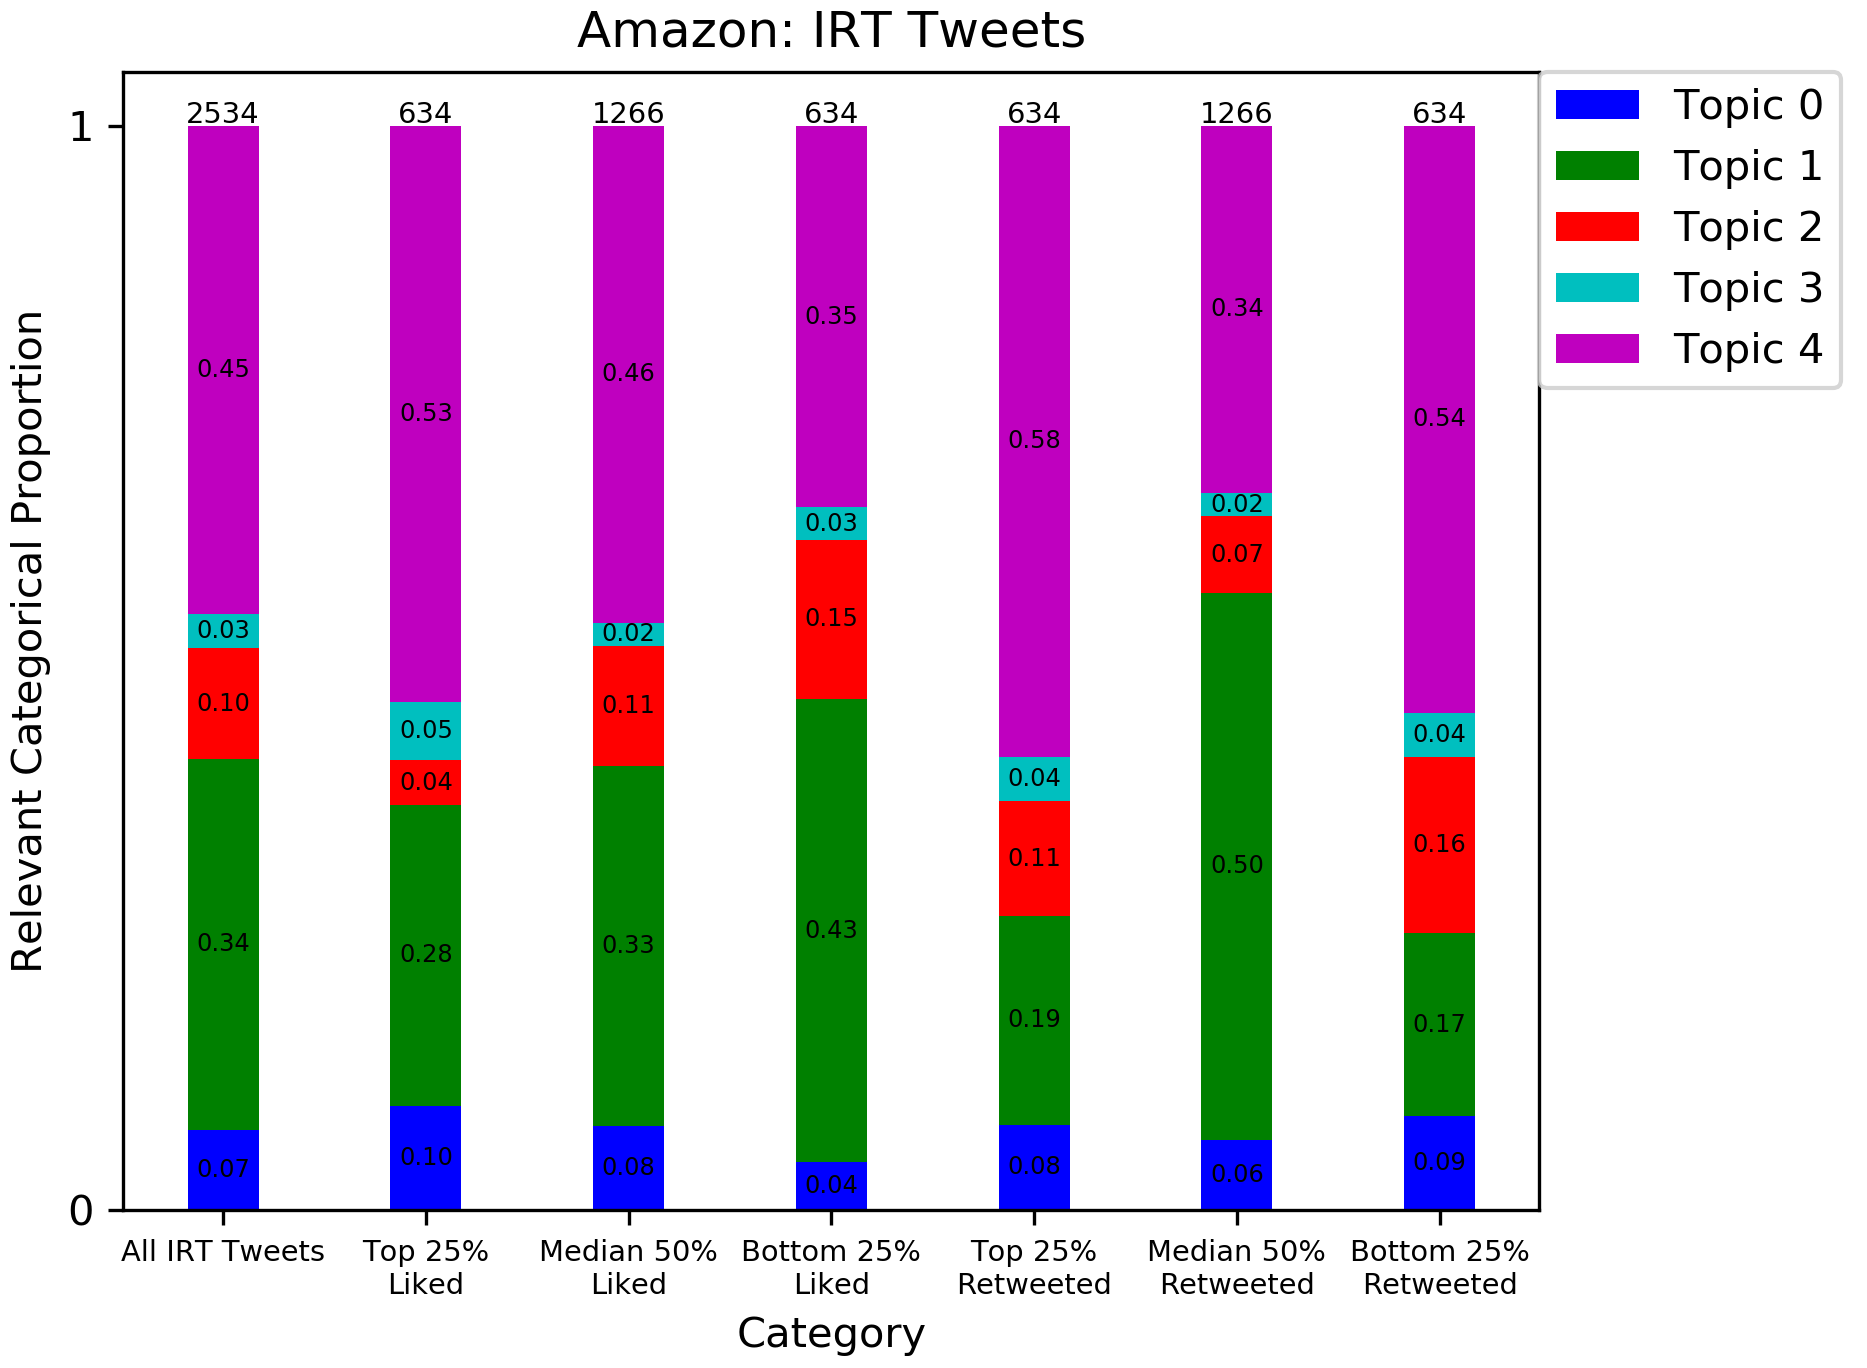 Amazon: IRT Tweets
Relevant Categorical Proportion
1
0
2534
634
1266
634
634
1266
634
0.45
0.03
0.10
0.34
0.07
0.53
0.05
0.04
0.28
0.10
0.46
0.02
0.11
0.33
0.08
0.35
0.03
0.15
0.43
0.04
0.58
0.04
0.11
0.19
0.08
0.34
0.02
0.07
0.50
0.06
0.54
0.04
0.16
0.17
0.09
All IRT Tweets
Top 25%
Liked
Median 50%
Liked
Bottom 25%
Liked
Top 25%
Retweeted
Median 50%
Retweeted
Bottom 25%
Retweeted
Category
Topic 0
Topic 1
Topic 2
Topic 3
Topic 4